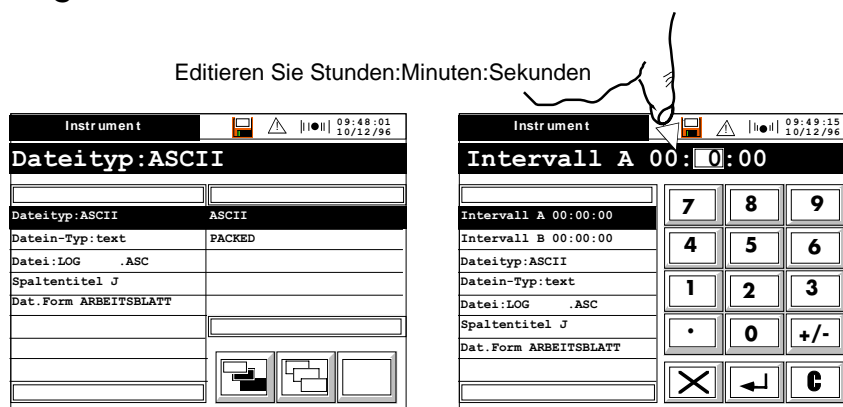 Editieren Sie Stunden:Minuten:Sekunden
Instrument
09:48:01
10/12/96
Dateityp:ASCII
Dateityp:ASCII
ASCII
Datein-Typ:text
PACKED
Datei:LOG .ASC
Spaltentitel J
Dat.Form ARBEITSBLATT
Instrument
09:49:15
10/12/96
Intervall A 00:0:00
Intervall A 00:00:00
Intervall B 00:00:00
Dateityp:ASCII
Datein-Typ:text
Datei:LOG .ASC
Spaltentitel J
Dat.Form ARBEITSBLATT
7 8 9
4 5 6
1 2 3
· 0 +/-
C